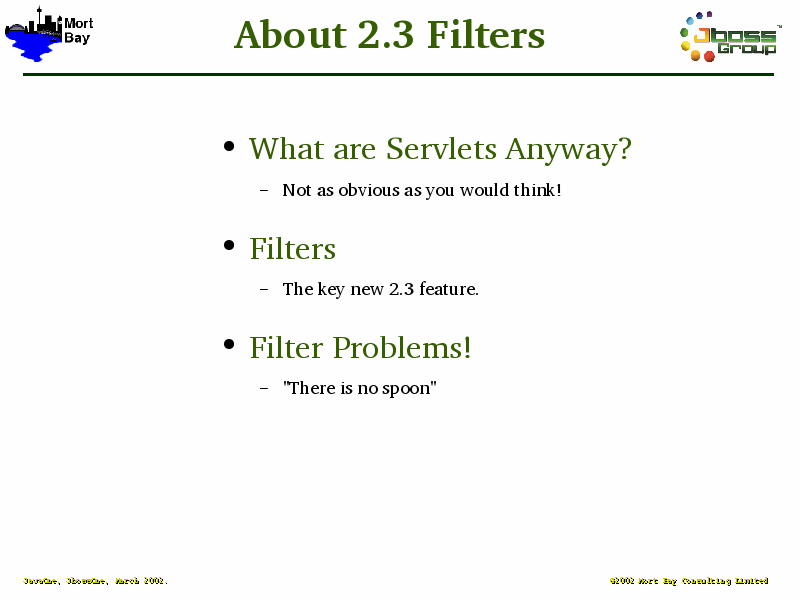 Mort
Bay
About 2.3 Filters
Jboss
Group
™
• What are Servlets Anyway?
– Not as obvious as you would think!
• Filters
– The key new 2.3 feature.
• Filter Problems!
– "There is no spoon"
JavaOne, JbossOne, March 2002.
©2002 Mort Bay Consulting Limited